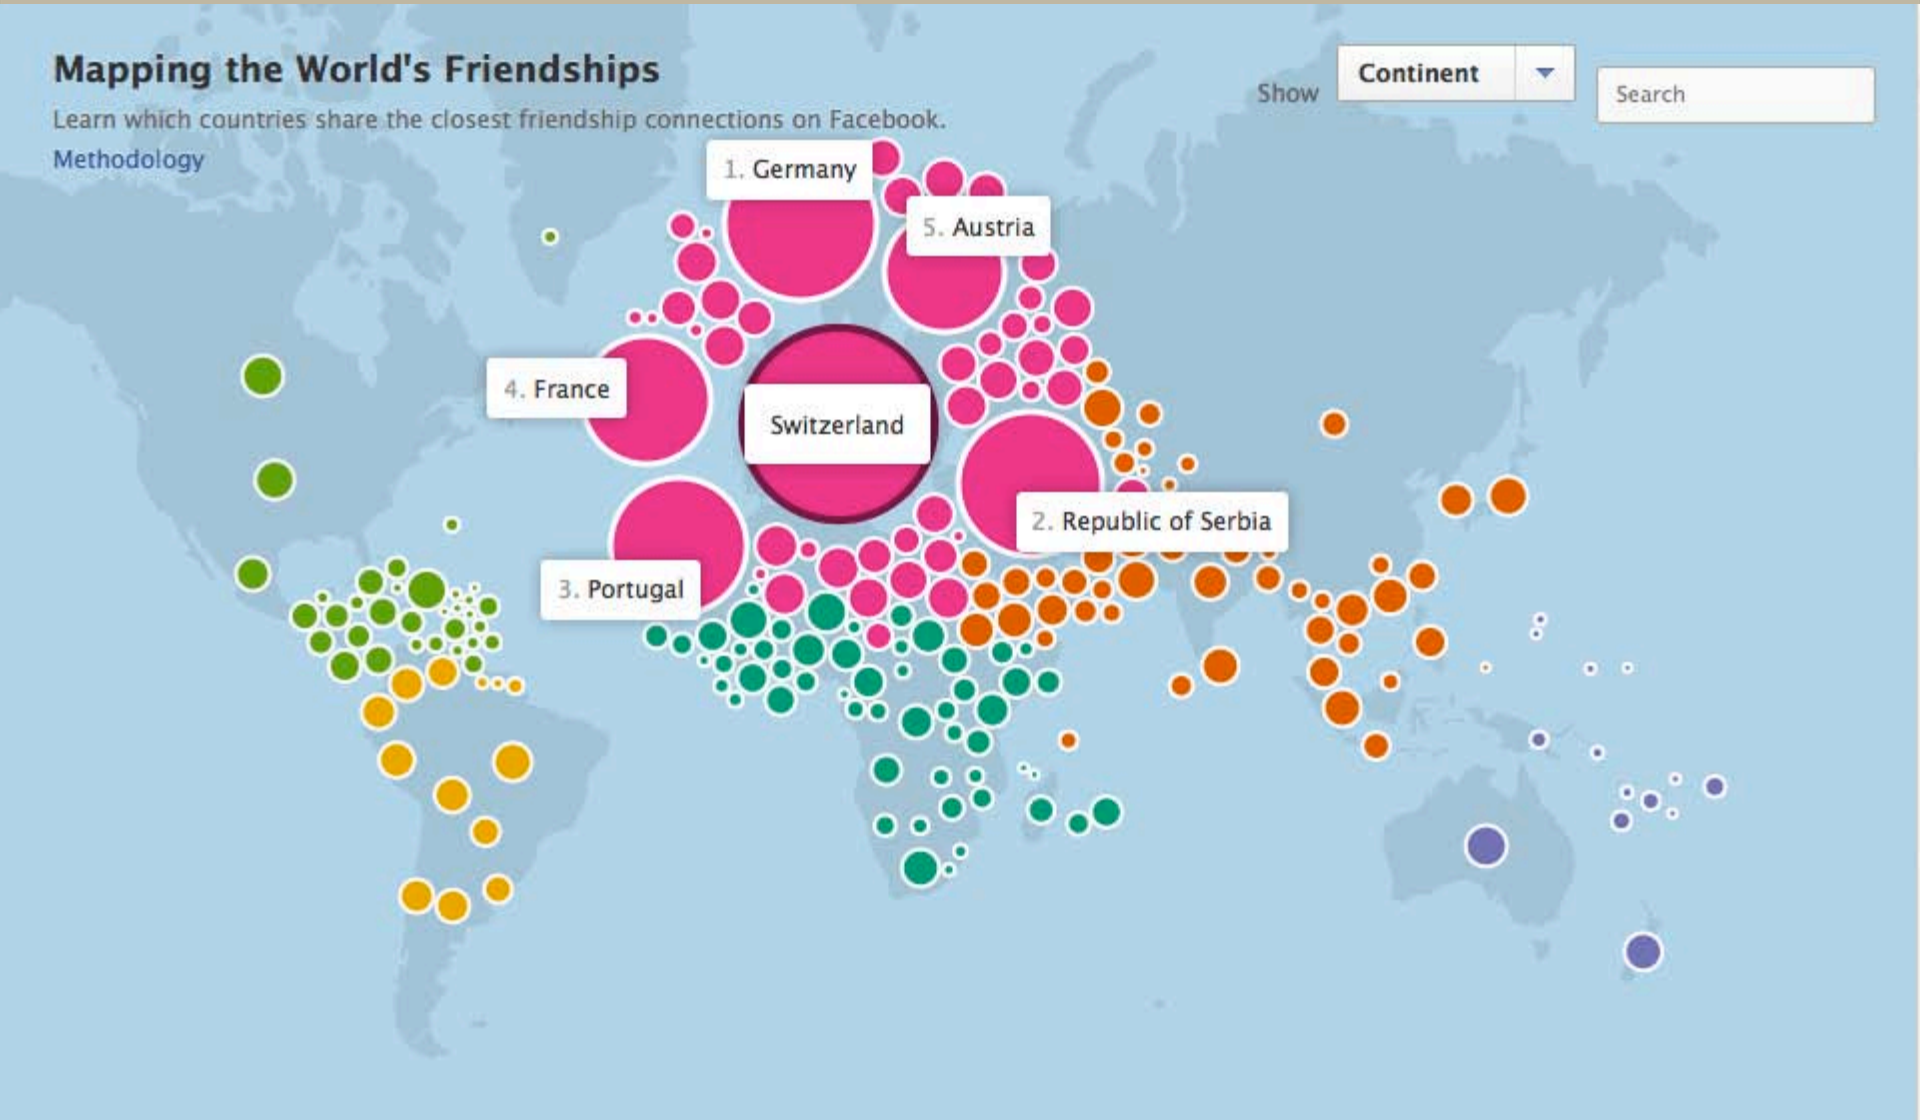 Mapping the World's Friendships
Learn which countries share the closest friendship connections on Facebook.
Methodology
Show
Continent
Search
1. Germany
5. Austria
4. France
Switzerland
2. Republic of Serbia
3. Portugal